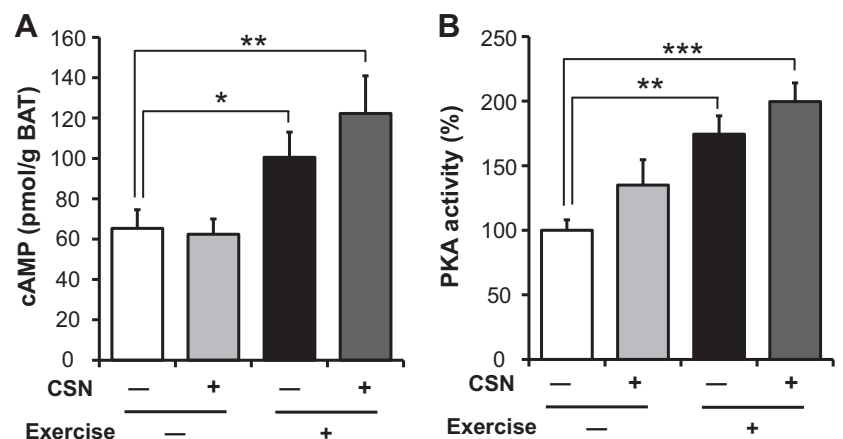 A
cAMP (pmol/g BAT)
160
140
120
100
80
60
40
20
0
**
*
CSN — + — +
Exercise — +
B
PKA activity (%)
250
200
150
100
50
0
***
**
CSN — + — +
Exercise — +